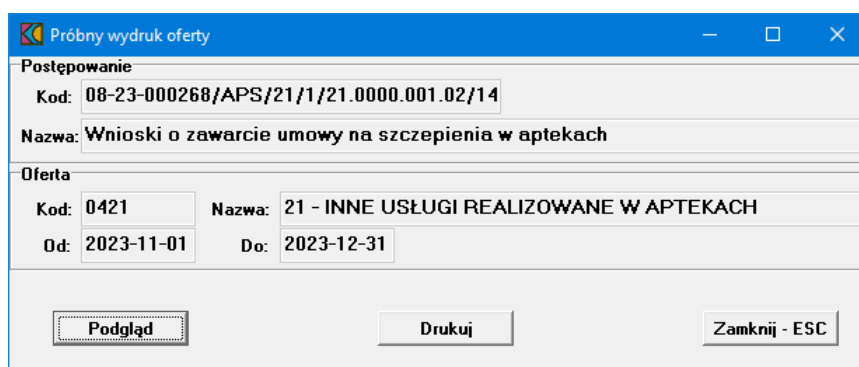 Próbny wydruk oferty
Postępowanie
Kod: 08-23-000268/APS/21/1/21.0000.001.02/14
Nazwa: Wnioski o zawarcie umowy na szczepienia w aptekach
Oferta
Kod: 0421 Nazwa: 21 - INNE USŁUGI REALIZOWANE W APTEKACH
Od: 2023-11-01 Do: 2023-12-31
Podgląd Drukuj Zamknij - ESC